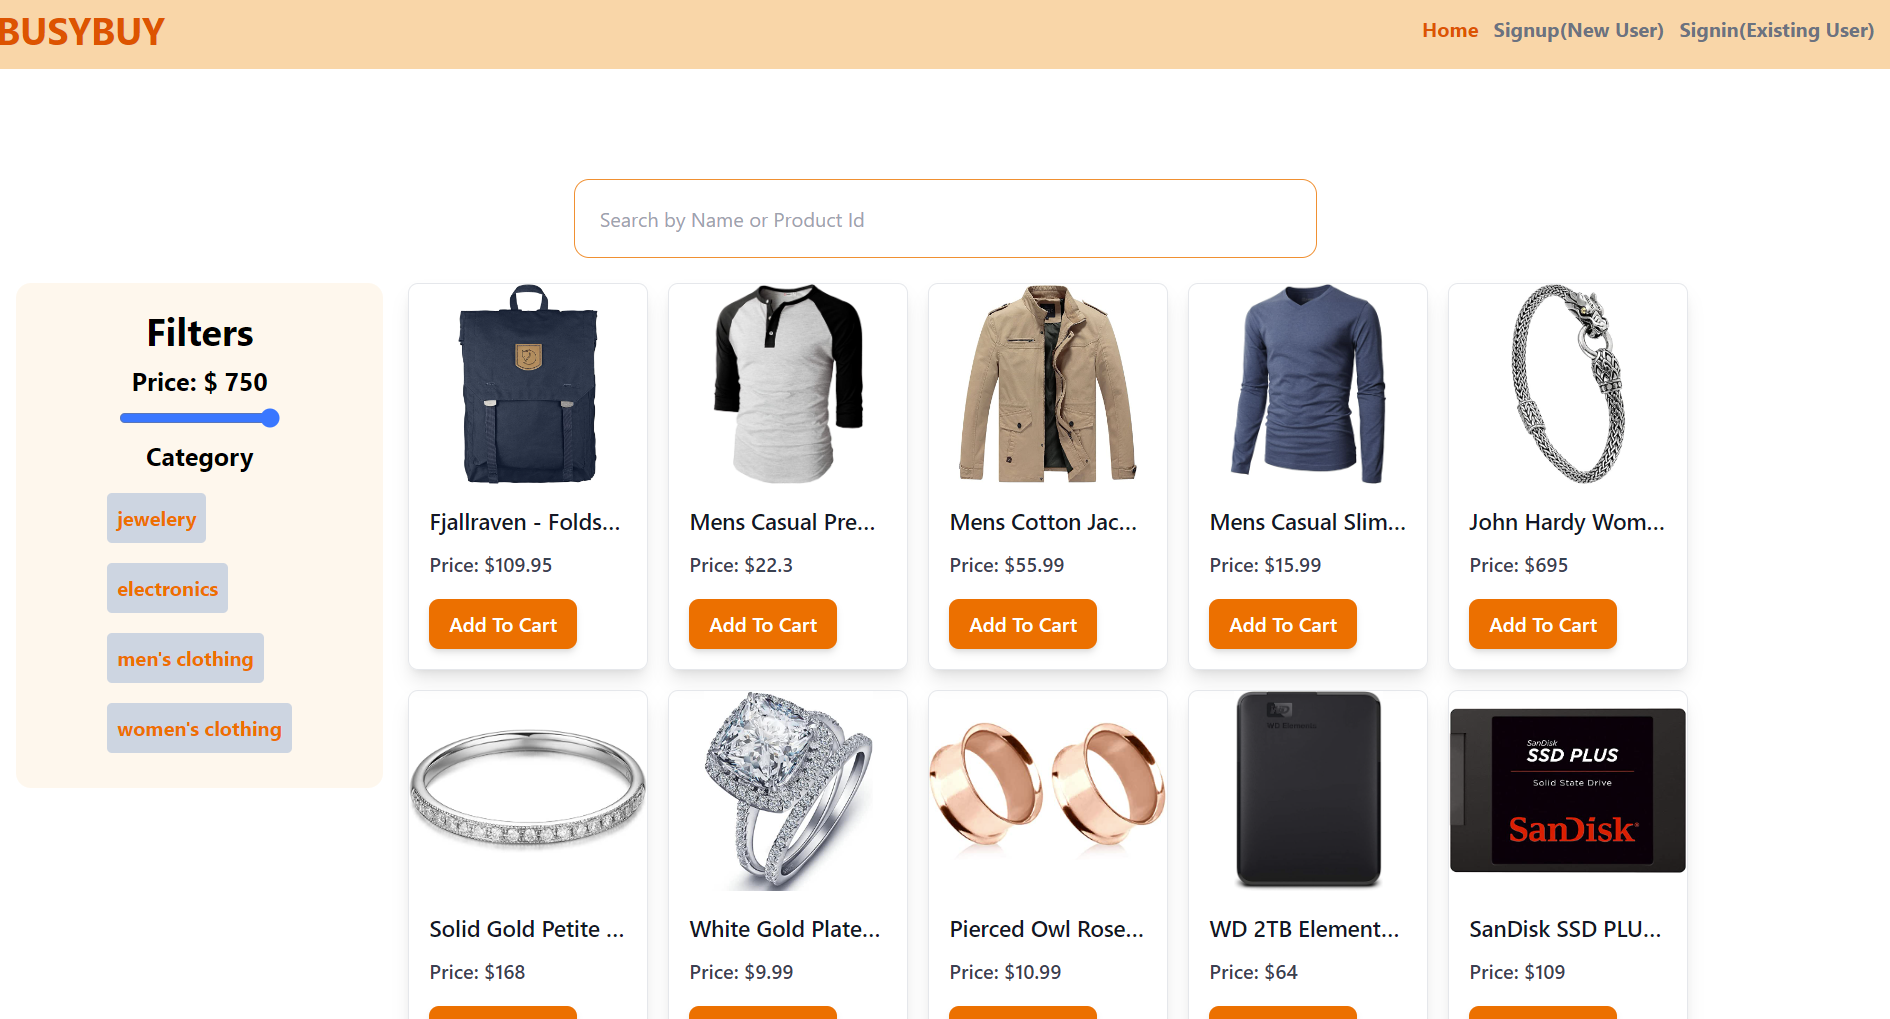 BUSYBUY
Home Signup(New User) Signin(Existing User)
Search by Name or Product Id
Filters
Price: $ 750
Category
jewelery
electronics
men's clothing
women's clothing
Fjallraven - Folds...
Price: $109.95
Add To Cart
Mens Casual Pre...
Price: $22.3
Add To Cart
Mens Cotton Jac...
Price: $55.99
Add To Cart
Mens Casual Slim...
Price: $15.99
Add To Cart
John Hardy Wom...
Price: $695
Add To Cart
Solid Gold Petite ...
Price: $168
White Gold Plate...
Price: $9.99
Pierced Owl Rose...
Price: $10.99
WD
WD Elements
WD 2TB Element...
Price: $64
SanDisk
SSD PLUS
Solid State Drive
SanDisk
SanDisk SSD PLU...
Price: $109